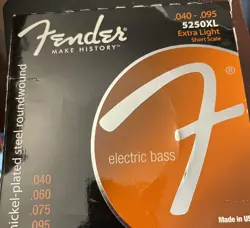 Fender
MAKE HISTORY™
.040 - .095
5250XL
Extra Light
Short Scale
F
electric bass
nickel-plated steel roundwound
.040
.060
.075
.095
Made in US